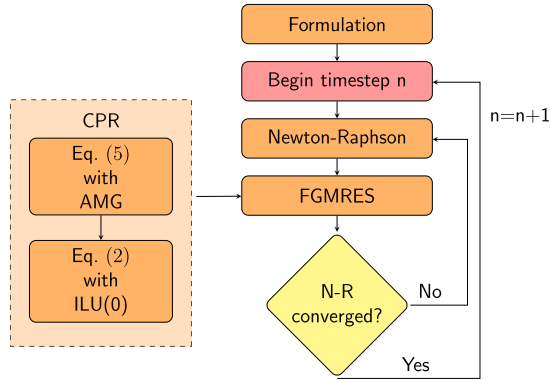 Formulation
Begin timestep n
n=n+1
Newton-Raphson
FGMRES
CPR
Eq. (5)
with
AMG
Eq. (2)
with
ILU(0)
N-R
converged?
No
Yes